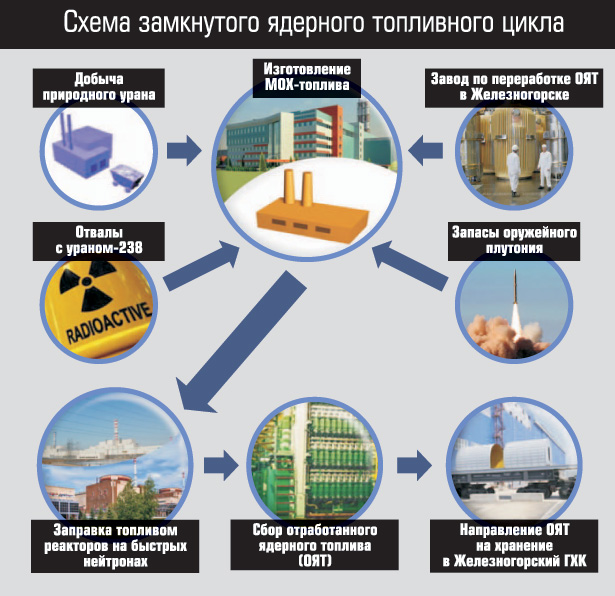 Схема замкнутого ядерного топливного цикла
Добыча
природного урана
Изготовление
МОХ-топлива
Завод по переработке ОЯТ
в Железногорске
Отвалы
с ураном-238
RADIOACTIVE
Запасы оружейного
плутония
Заправка топливом
реакторов на быстрых
нейтронах
Сбор отработанного
ядерного топлива
(ОЯТ)
Направление ОЯТ
на хранение
в Железногорский ГХК